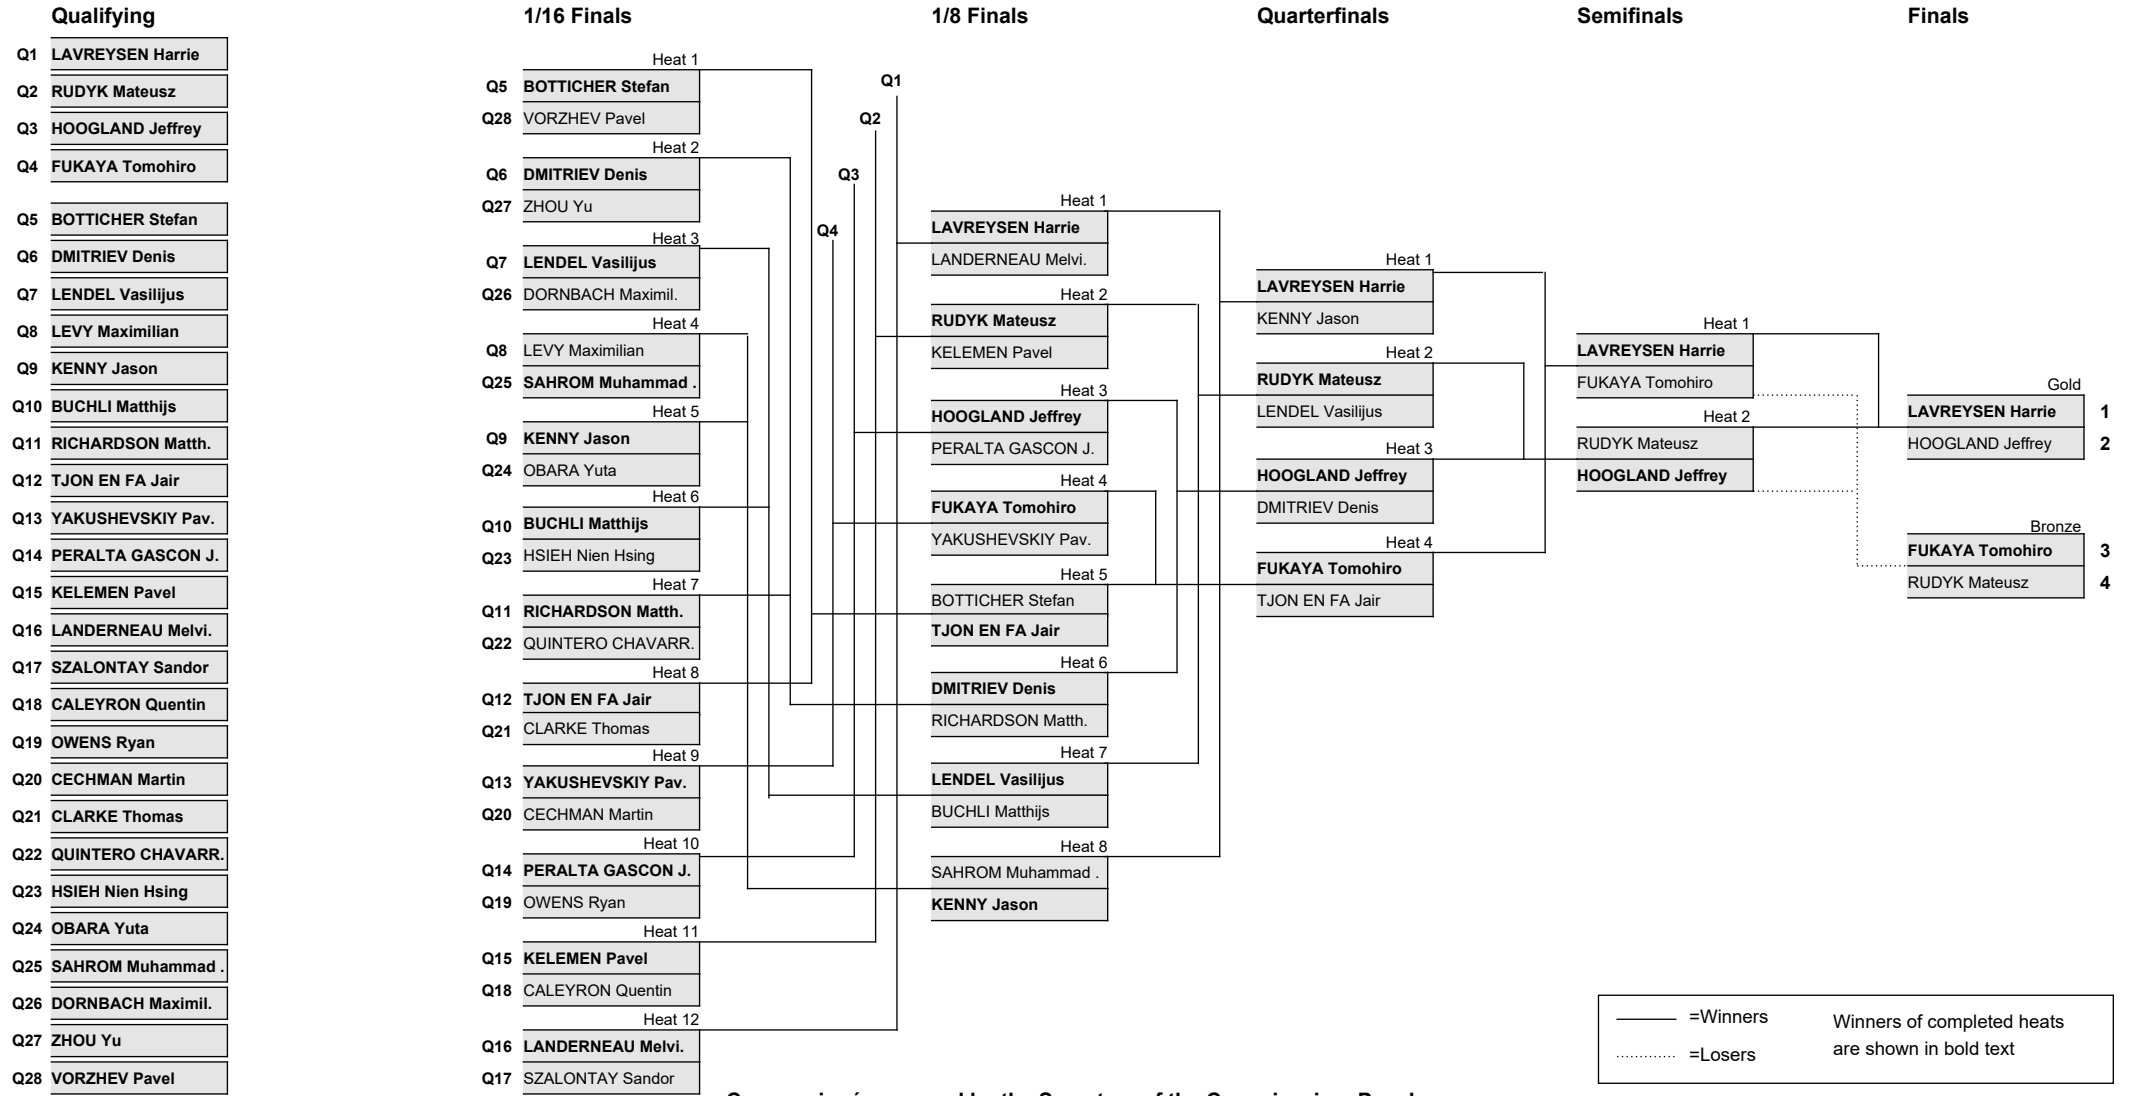 Qualifying
Q1 LAVREYSEN Harrie
Q2 RUDYK Mateusz
Q3 HOOGLAND Jeffrey
Q4 FUKAYA Tomohiro
Q5 BOTTICHER Stefan
Q6 DMITRIEV Denis
Q7 LENDEL Vasilijus
Q8 LEVY Maximilian
Q9 KENNY Jason
Q10 BUCHLI Matthijs
Q11 RICHARDSON Matth.
Q12 TJON EN FA Jair
Q13 YAKUSHEVSKIY Pav.
Q14 PERALTA GASCON J.
Q15 KELEMEN Pavel
Q16 LANDERNEAU Melvi.
Q17 SZALONTAY Sandor
Q18 CALEYRON Quentin
Q19 OWENS Ryan
Q20 CECHMAN Martin
Q21 CLARKE Thomas
Q22 QUINTERO CHAVARR.
Q23 HSIEH Nien Hsing
Q24 OBARA Yuta
Q25 SAHROM Muhammad .
Q26 DORNBACH Maximil.
Q27 ZHOU Yu
Q28 VORZHEV Pavel
1/16 Finals
Heat 1
Q5 BOTTICHER Stefan
Q28 VORZHEV Pavel
Heat 2
Q6 DMITRIEV Denis
Q27 ZHOU Yu
Heat 3
Q7 LENDEL Vasilijus
Q26 DORNBACH Maximil.
Heat 4
Q8 LEVY Maximilian
Q25 SAHROM Muhammad .
Heat 5
Q9 KENNY Jason
Q24 OBARA Yuta
Heat 6
Q10 BUCHLI Matthijs
Q23 HSIEH Nien Hsing
Heat 7
Q11 RICHARDSON Matth.
Q22 QUINTERO CHAVARR.
Heat 8
Q12 TJON EN FA Jair
Q21 CLARKE Thomas
Heat 9
Q13 YAKUSHEVSKIY Pav.
Q20 CECHMAN Martin
Heat 10
Q14 PERALTA GASCON J.
Q19 OWENS Ryan
Heat 11
Q15 KELEMEN Pavel
Q18 CALEYRON Quentin
Heat 12
Q16 LANDERNEAU Melvi.
Q17 SZALONTAY Sandor
1/8 Finals
Q1
Q2
Q3
Q4
Heat 1
LAVREYSEN Harrie
LANDERNEAU Melvi.
Heat 2
RUDYK Mateusz
KELEMEN Pavel
Heat 3
HOOGLAND Jeffrey
PERALTA GASCON J.
Heat 4
FUKAYA Tomohiro
YAKUSHEVSKIY Pav.
Heat 5
BOTTICHER Stefan
TJON EN FA Jair
Heat 6
DMITRIEV Denis
RICHARDSON Matth.
Heat 7
LENDEL Vasilijus
BUCHLI Matthijs
Heat 8
SAHROM Muhammad .
KENNY Jason
Quarterfinals
Heat 1
LAVREYSEN Harrie
KENNY Jason
Heat 2
RUDYK Mateusz
LENDEL Vasilijus
Heat 3
HOOGLAND Jeffrey
DMITRIEV Denis
Heat 4
FUKAYA Tomohiro
TJON EN FA Jair
Semifinals
Heat 1
LAVREYSEN Harrie
FUKAYA Tomohiro
Heat 2
RUDYK Mateusz
HOOGLAND Jeffrey
Finals
Gold
LAVREYSEN Harrie 1
HOOGLAND Jeffrey 2
Bronze
FUKAYA Tomohiro 3
RUDYK Mateusz 4
=Winners
=Losers
Winners of completed heats
are shown in bold text